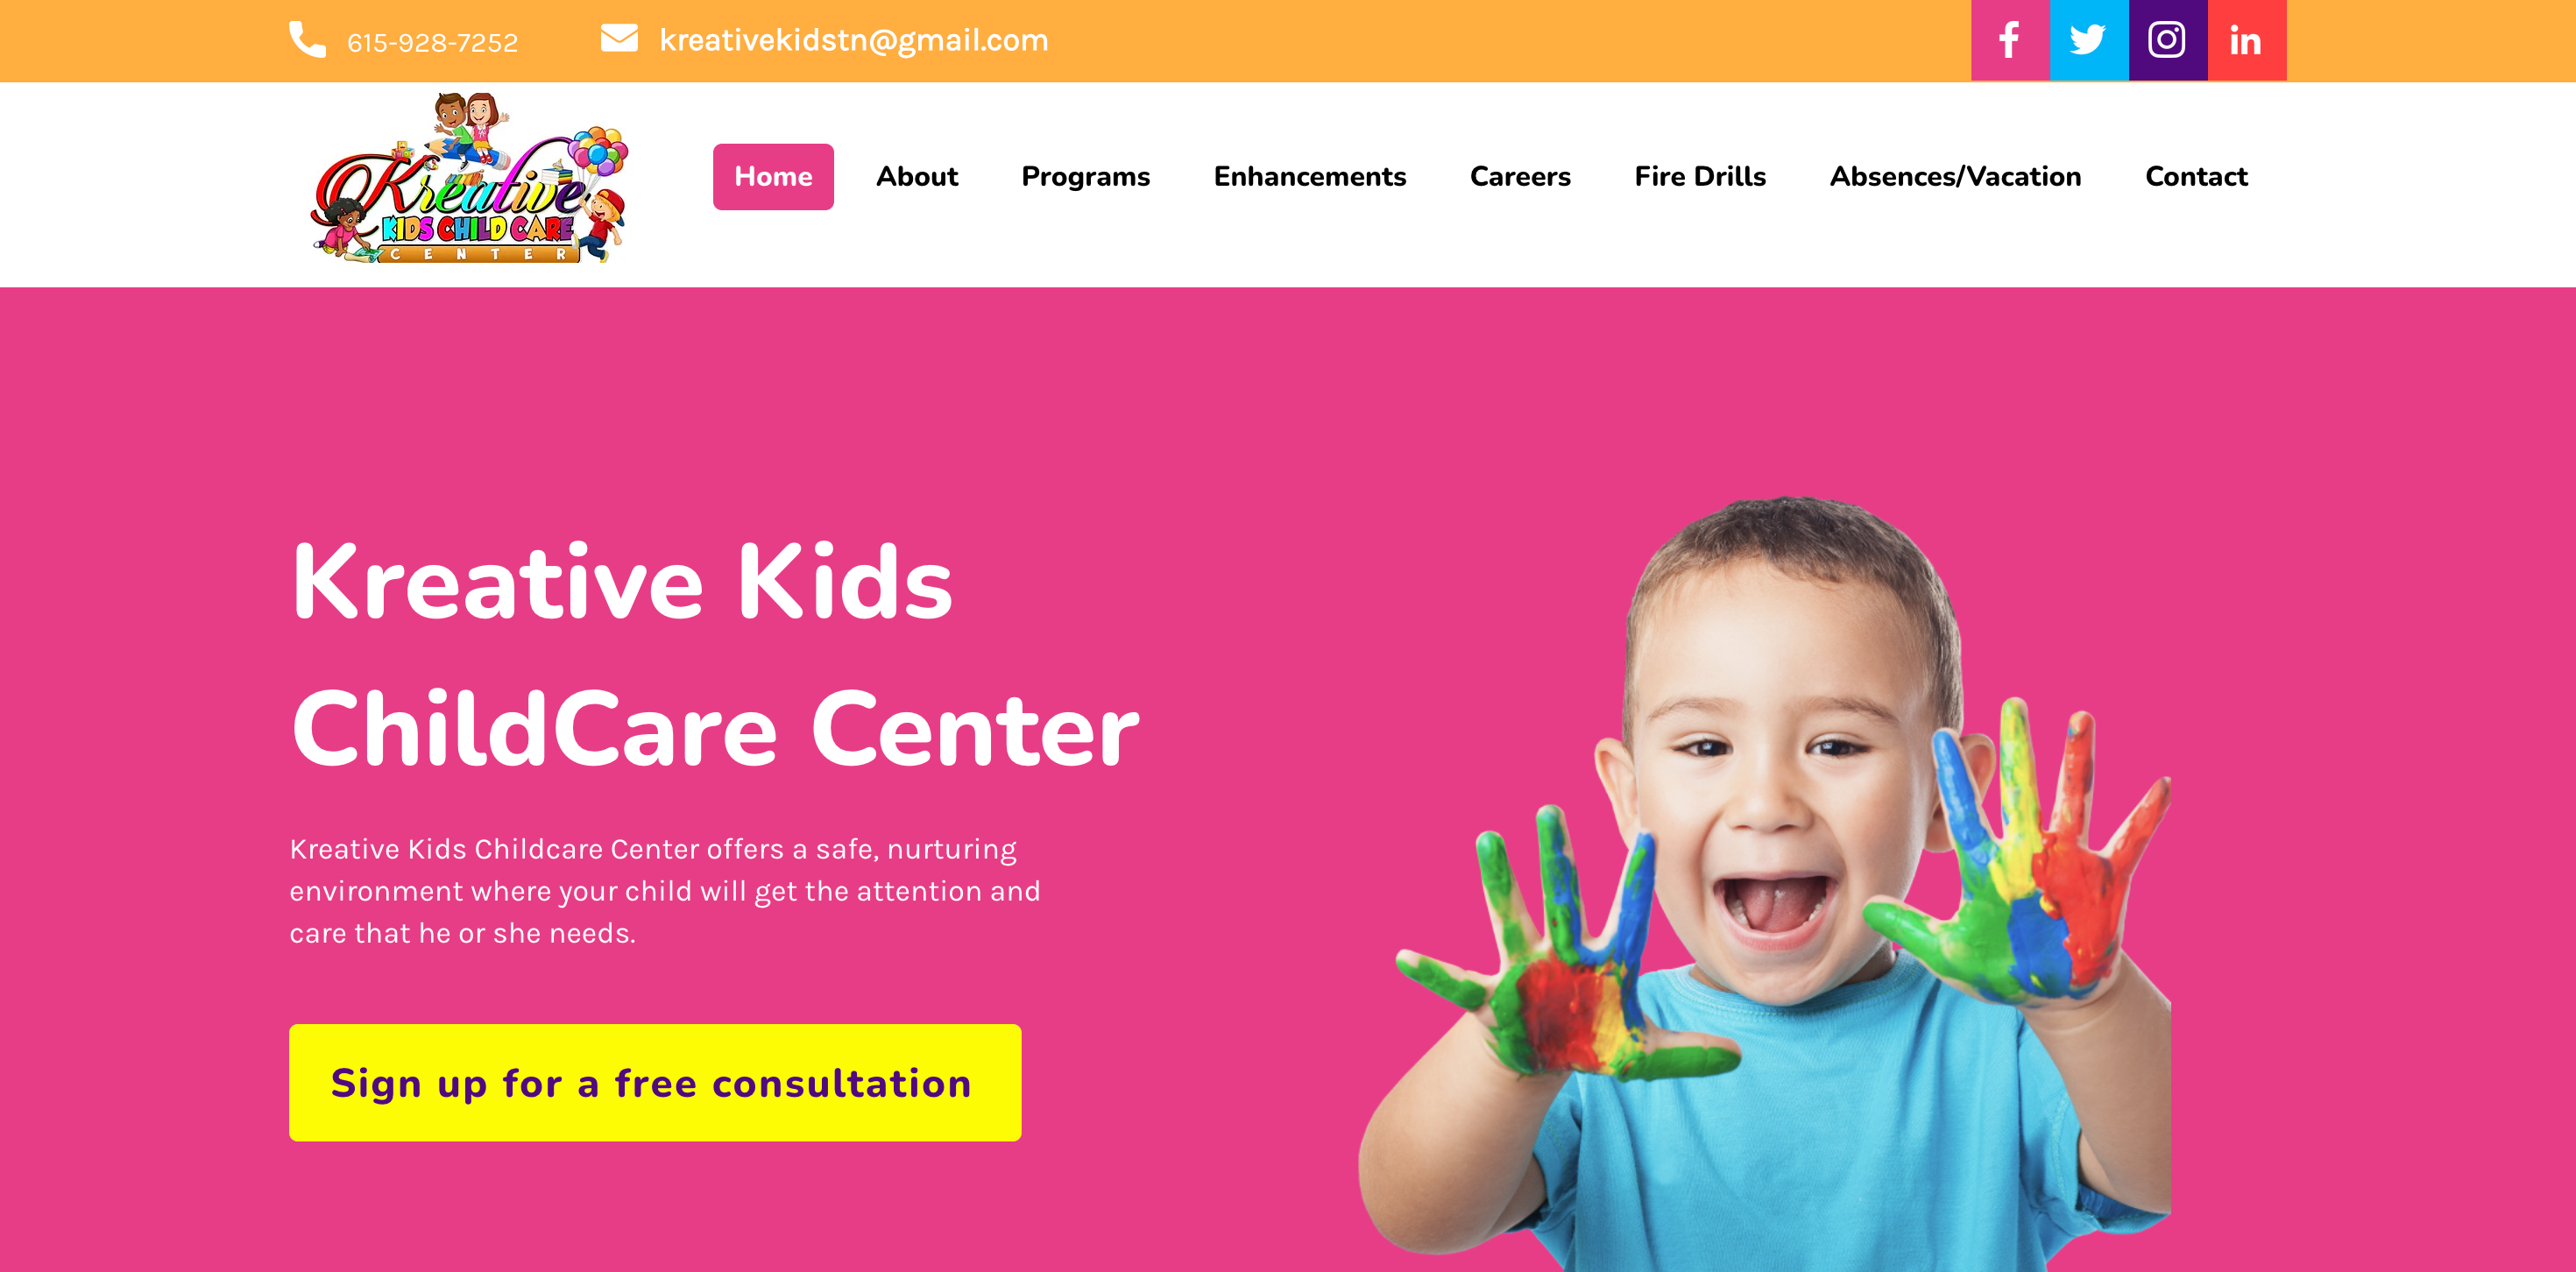 615-928-7252
kreativekidstn@gmail.com
Kreative
KIDS CHILD CARE
CENTER
Home
About
Programs
Enhancements
Careers
Fire Drills
Absences/Vacation
Contact
Kreative Kids
ChildCare Center
Kreative Kids Childcare Center offers a safe, nurturing
environment where your child will get the attention and
care that he or she needs.
Sign up for a free consultation